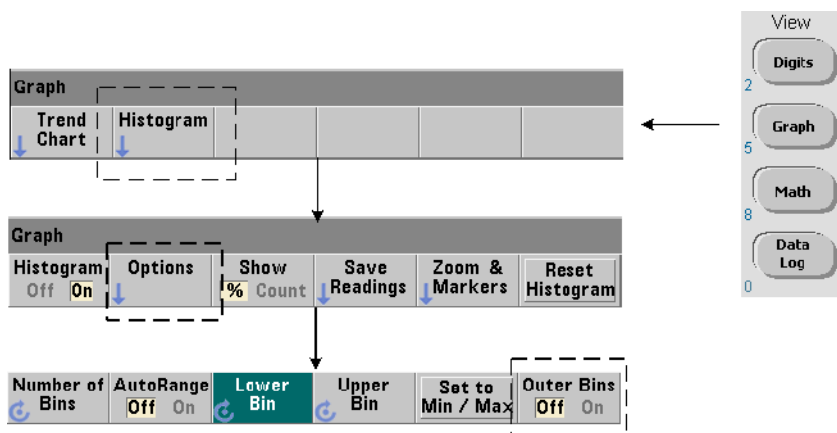 View
Digits
2
Graph
5
Math
8
Data
Log
0
Graph
Trend
Chart
Histogram
Graph
Histogram
Off On
Options
Show
% Count
Save
Readings
Zoom &
Markers
Reset
Histogram
Number of
Bins
AutoRange
Off On
Lower
Bin
Upper
Bin
Set to
Min / Max
Outer Bins
Off On